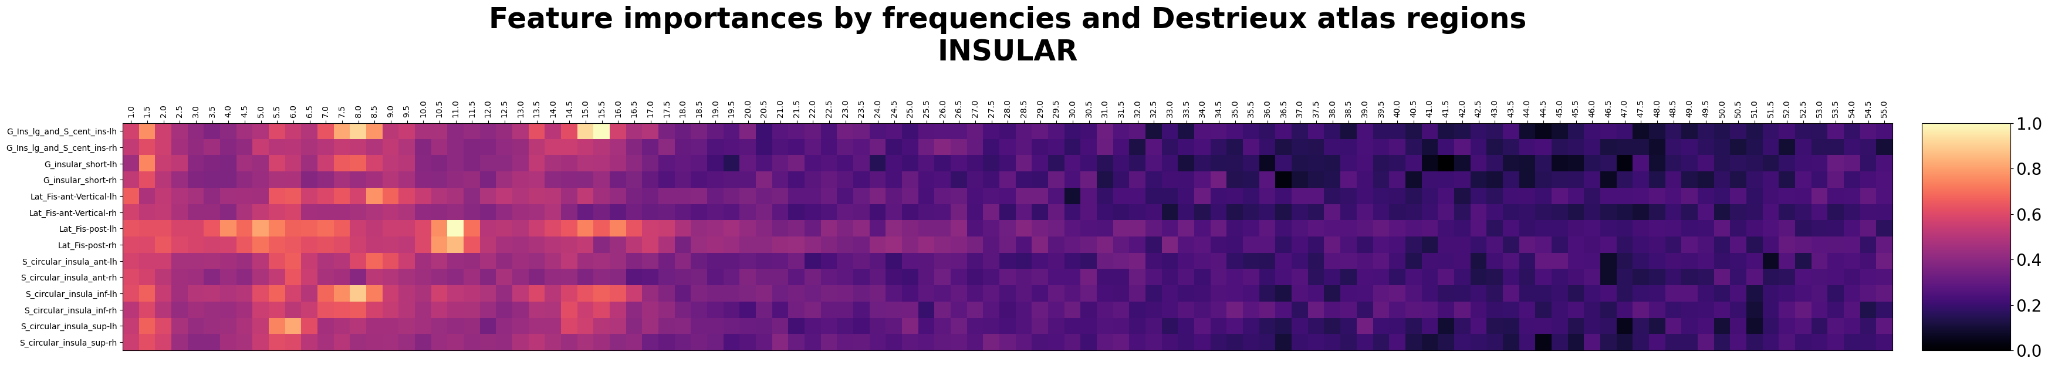 Feature importances by frequencies and Destrieux atlas regions
INSULAR
1.0 1.5 2.0 2.5 3.0 3.5 4.0 4.5 5.0 5.5 6.0 6.5 7.0 7.5 8.0 8.5 9.0 9.5 10.0 10.5 11.0 11.5 12.0 12.5 13.0 13.5 14.0 14.5 15.0 15.5 16.0 16.5 17.0 17.5 18.0 18.5 19.0 19.5 20.0 20.5 21.0 21.5 22.0 22.5 23.0 23.5 24.0 24.5 25.0 25.5 26.0 26.5 27.0 27.5 28.0 28.5 29.0 29.5 30.0 30.5 31.0 31.5 32.0 32.5 33.0 33.5 34.0 34.5 35.0 35.5 36.0 36.5 37.0 37.5 38.0 38.5 39.0 39.5 40.0 40.5 41.0 41.5 42.0 42.5 43.0 43.5 44.0 44.5 45.0 45.5 46.0 46.5 47.0 47.5 48.0 48.5 49.0 49.5 50.0 50.5 51.0 51.5 52.0 52.5 53.0 53.5 54.0 54.5 55.0
G_Ins_lg_and_S_cent_ins-lh
G_Ins_lg_and_S_cent_ins-rh
G_insular_short-lh
G_insular_short-rh
Lat_Fis-ant-Vertical-lh
Lat_Fis-ant-Vertical-rh
Lat_Fis-post-lh
Lat_Fis-post-rh
S_circular_insula_ant-lh
S_circular_insula_ant-rh
S_circular_insula_inf-lh
S_circular_insula_inf-rh
S_circular_insula_sup-lh
S_circular_insula_sup-rh
1.0
0.8
0.6
0.4
0.2
0.0